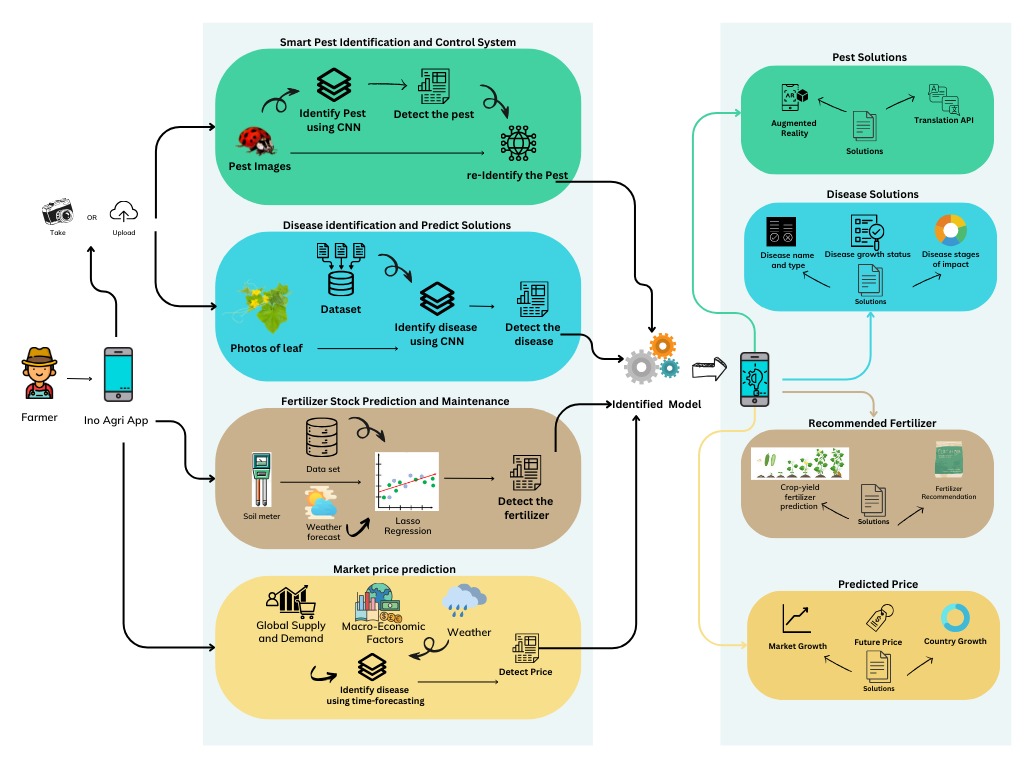 Smart Pest Identification and Control System
Identify Pest
using CNN
Detect the pest
Pest Images
re-Identify the Pest
Take
OR
Upload
Disease identification and Predict Solutions
Dataset
Identify disease
using CNN
Detect the
disease
Photos of leaf
Farmer
Ino Agri App
Fertilizer Stock Prediction and Maintenance
Data set
Soil meter
Weather
forecast
Lasso
Regression
Detect the
fertilizer
Market price prediction
Global Supply
and Demand
Macro-Economic
Factors
Weather
Identify disease
using time-forecasting
Detect Price
Identified Model
Pest Solutions
AR
Augmented
Reality
Solutions
Translation API
Disease Solutions
Disease name
and type
Disease growth status
Disease stages
of impact
Solutions
Recommended Fertilizer
Crop-yield
fertilizer
prediction
Solutions
Fertilizer
Recommendation
Predicted Price
Market Growth
Future Price
Country Growth
Solutions